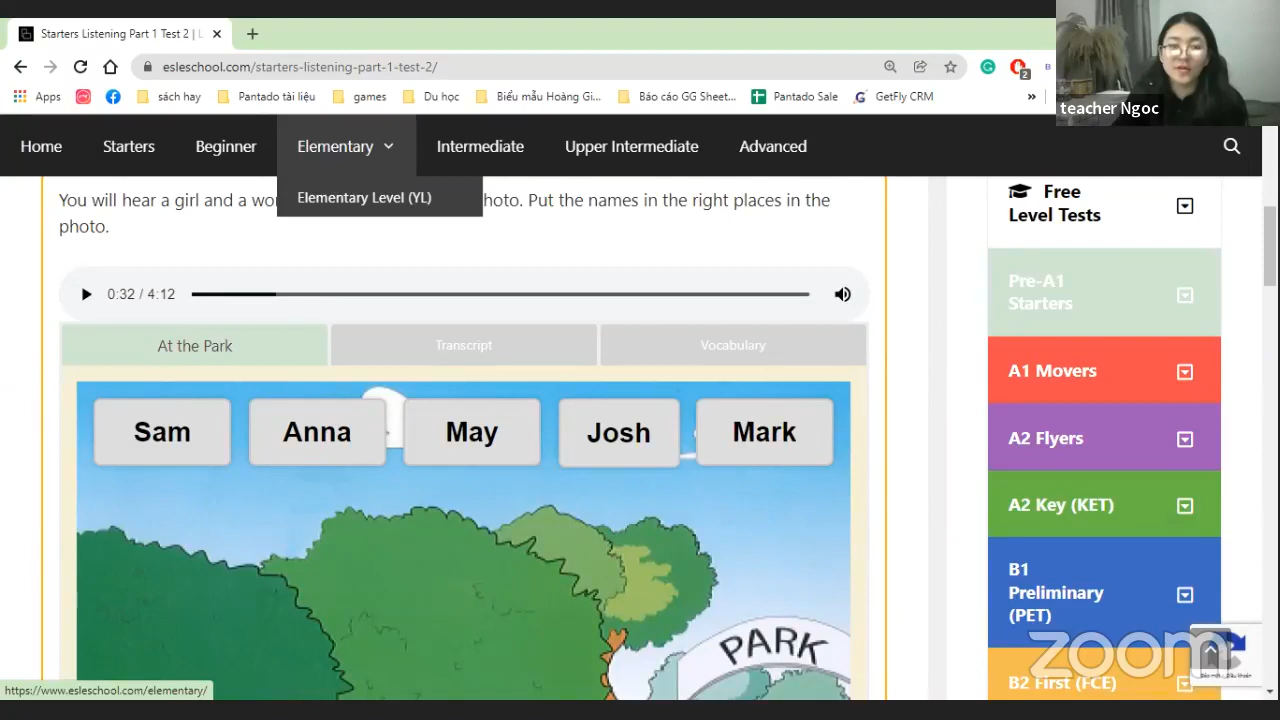 Starters Listening Part 1 Test 2 | L
esleschool.com/starters-listening-part-1-test-2/
2
Apps sách hay Pantado tài liệu games Du học Biểu mẫu Hoàng Gi... Báo cáo GG Sheet... Pantado Sale GetFly CRM »
teacher Ngoc
Home Starters Beginner Elementary Intermediate Upper Intermediate Advanced
Elementary Level (YL)
You will hear a girl and a wo hoto. Put the names in the right places in the
photo.
0:32 / 4:12
At the Park Transcript Vocabulary
Sam Anna May Josh Mark
PARK
Free
Level Tests
Pre-A1
Starters
A1 Movers
A2 Flyers
A2 Key (KET)
B1
Preliminary
(PET)
B2 First (FCE)
zoom
https://www.esleschool.com/elementary/